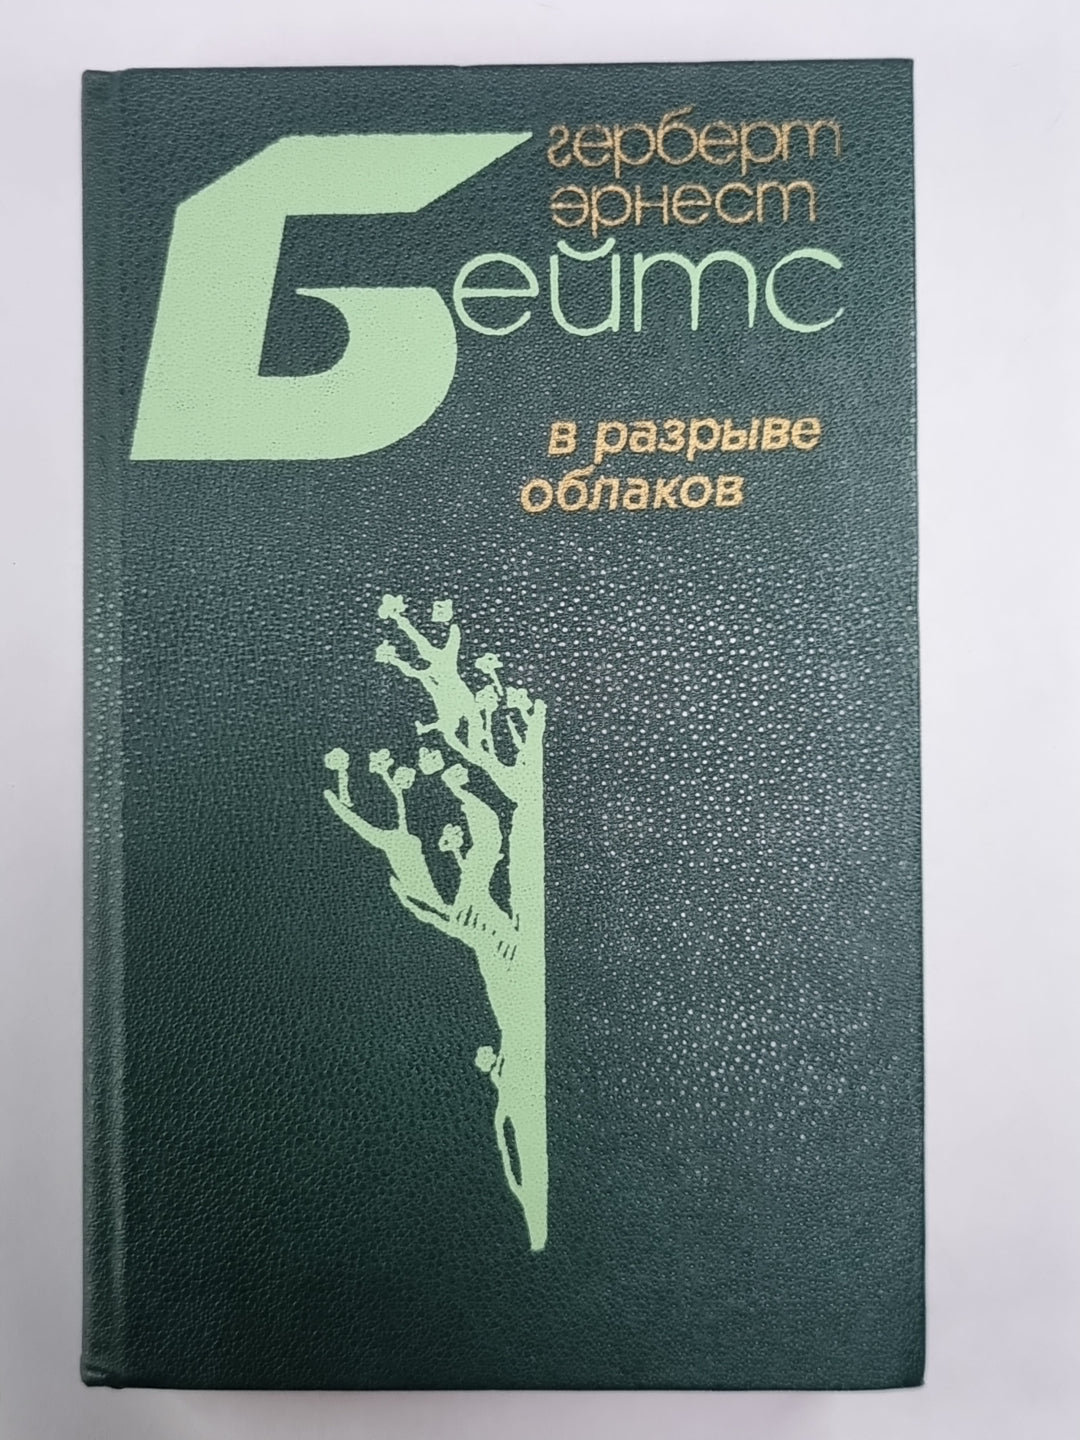 герберт
эрнест
Бейтс
в разрыве
облаков